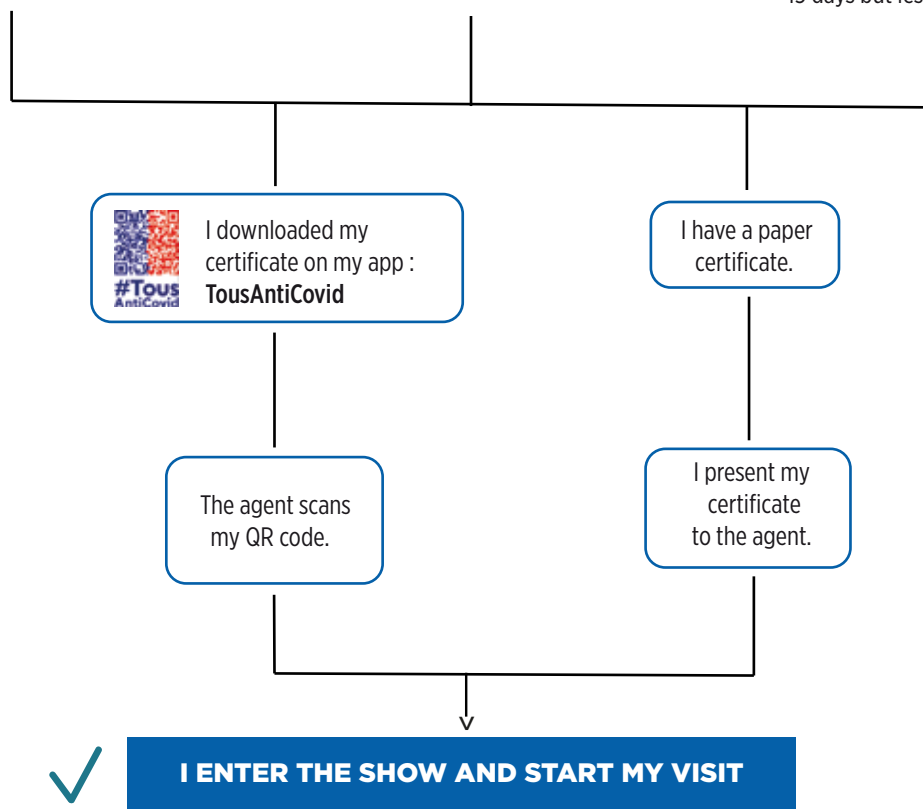 I downloaded my
certificate on my app :
TousAntiCovid
#Tous
AntiCovid
I have a paper
certificate.
The agent scans
my QR code.
I present my
certificate
to the agent.
I ENTER THE SHOW AND START MY VISIT